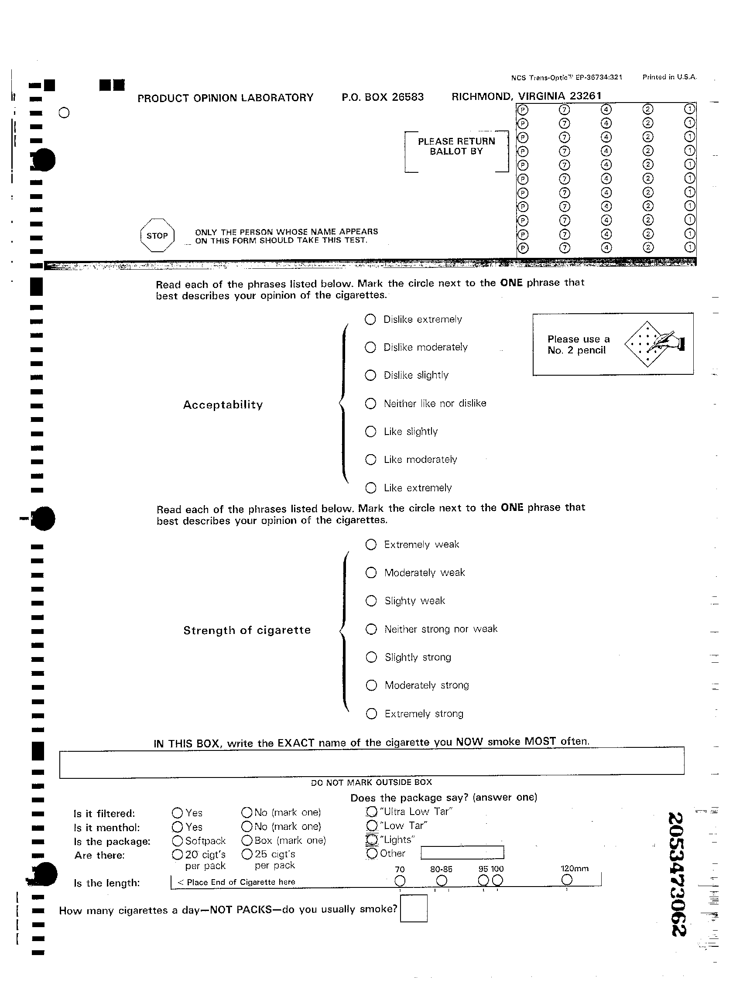 NCS Trans-Optic™ EP-36734:321 Printed in U.S.A.
PRODUCT OPINION LABORATORY P.O. BOX 26583 RICHMOND, VIRGINIA 23261
PLEASE RETURN
BALLOT BY
P 7 4 2 1
P 7 4 2 1
P 7 4 2 1
P 7 4 2 1
P 7 4 2 1
P 7 4 2 1
P 7 4 2 1
P 7 4 2 1
P 7 4 2 1
P 7 4 2 1
P 7 4 2 1
STOP
ONLY THE PERSON WHOSE NAME APPEARS
ON THIS FORM SHOULD TAKE THIS TEST.
Read each of the phrases listed below. Mark the circle next to the ONE phrase that
best describes your opinion of the cigarettes.
Acceptability
Dislike extremely
Dislike moderately
Dislike slightly
Neither like nor dislike
Like slightly
Like moderately
Like extremely
Please use a
No. 2 pencil
Read each of the phrases listed below. Mark the circle next to the ONE phrase that
best describes your opinion of the cigarettes.
Strength of cigarette
Extremely weak
Moderately weak
Slighty weak
Neither strong nor weak
Slightly strong
Moderately strong
Extremely strong
IN THIS BOX, write the EXACT name of the cigarette you NOW smoke MOST often.
DO NOT MARK OUTSIDE BOX
Does the package say? (answer one)
Is it filtered: Yes No (mark one) "Ultra Low Tar"
Is it menthol: Yes No (mark one) "Low Tar"
Is the package: Softpack Box (mark one) "Lights"
Are there: 20 cigt's 25 cigt's Other
per pack per pack
70 80-85 95 100 120mm
Is the length: < Place End of Cigarette here
How many cigarettes a day—NOT PACKS—do you usually smoke?
2053473062